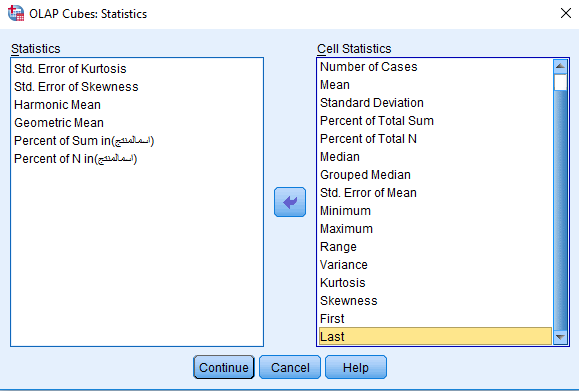 OLAP Cubes: Statistics
Statistics
Std. Error of Kurtosis
Std. Error of Skewness
Harmonic Mean
Geometric Mean
Percent of Sum in(اسمالمنتج)
Percent of N in(اسمالمنتج)
Cell Statistics
Number of Cases
Mean
Standard Deviation
Percent of Total Sum
Percent of Total N
Median
Grouped Median
Std. Error of Mean
Minimum
Maximum
Range
Variance
Kurtosis
Skewness
First
Last
Continue
Cancel
Help